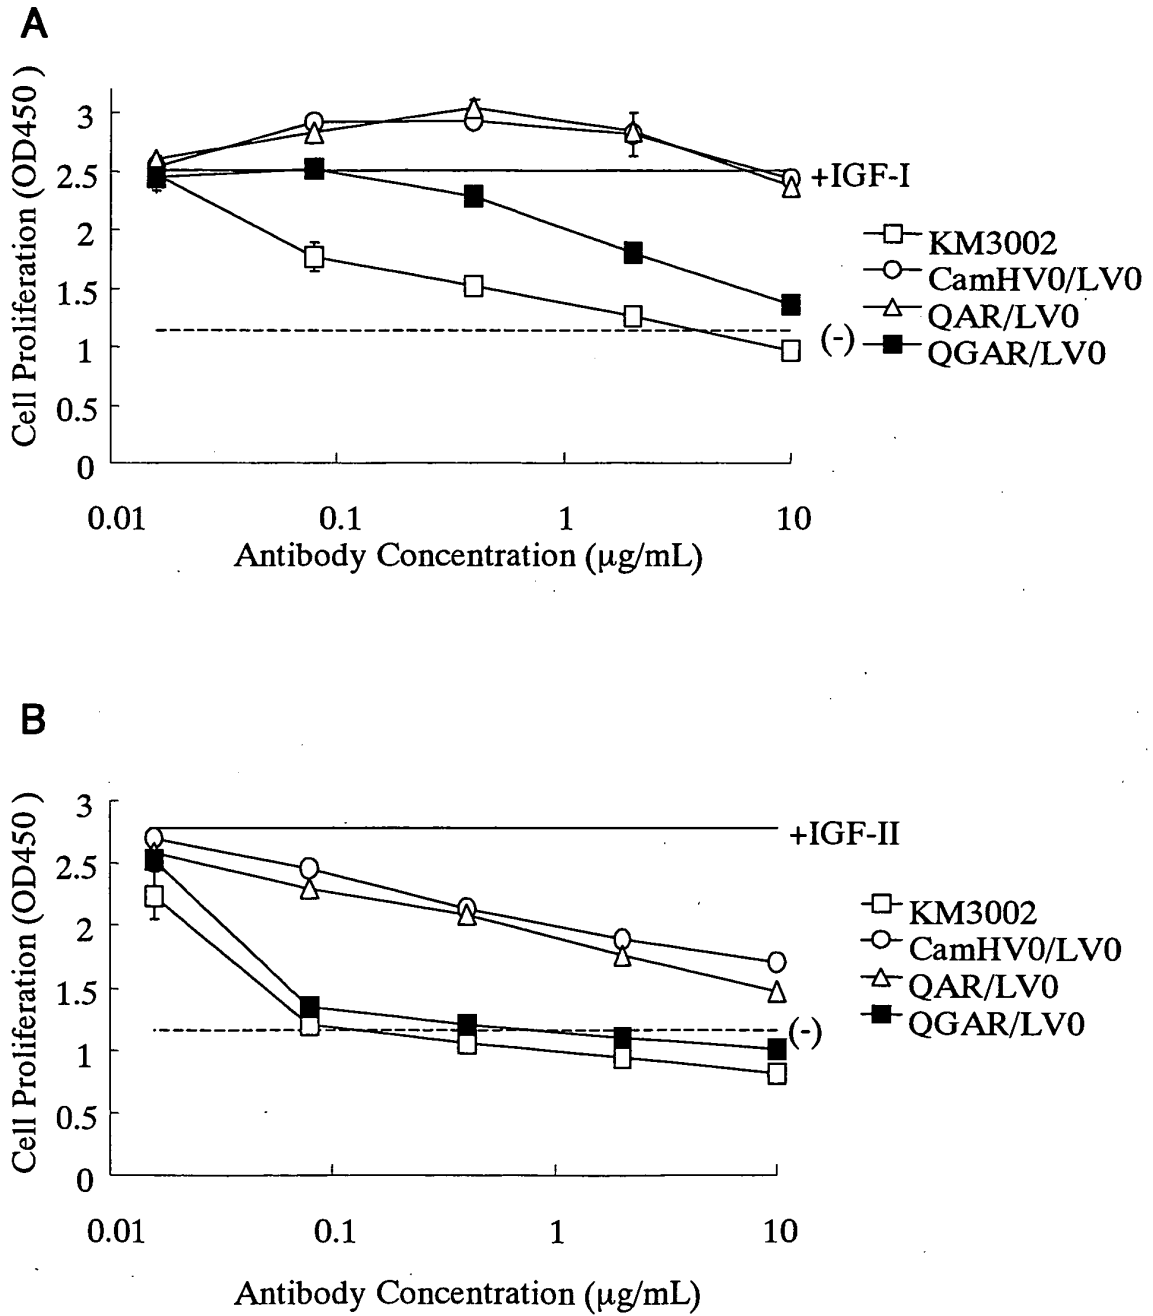 A
Cell Proliferation (OD450 )
3
2.5
2
1.5
1
0.5
0
0.01 0.1 1 10
Antibody Concentration (μg/mL)
+IGF-I
(-)
KM3002
CamHV0/LV0
QAR/LV0
QGAR/LV0
B
Cell Proliferation (OD450 )
3
2.5
2
1.5
1
0.5
0
0.01 0.1 1 10
Antibody Concentration (μg/mL)
+IGF-II
(-)
KM3002
CamHV0/LV0
QAR/LV0
QGAR/LV0